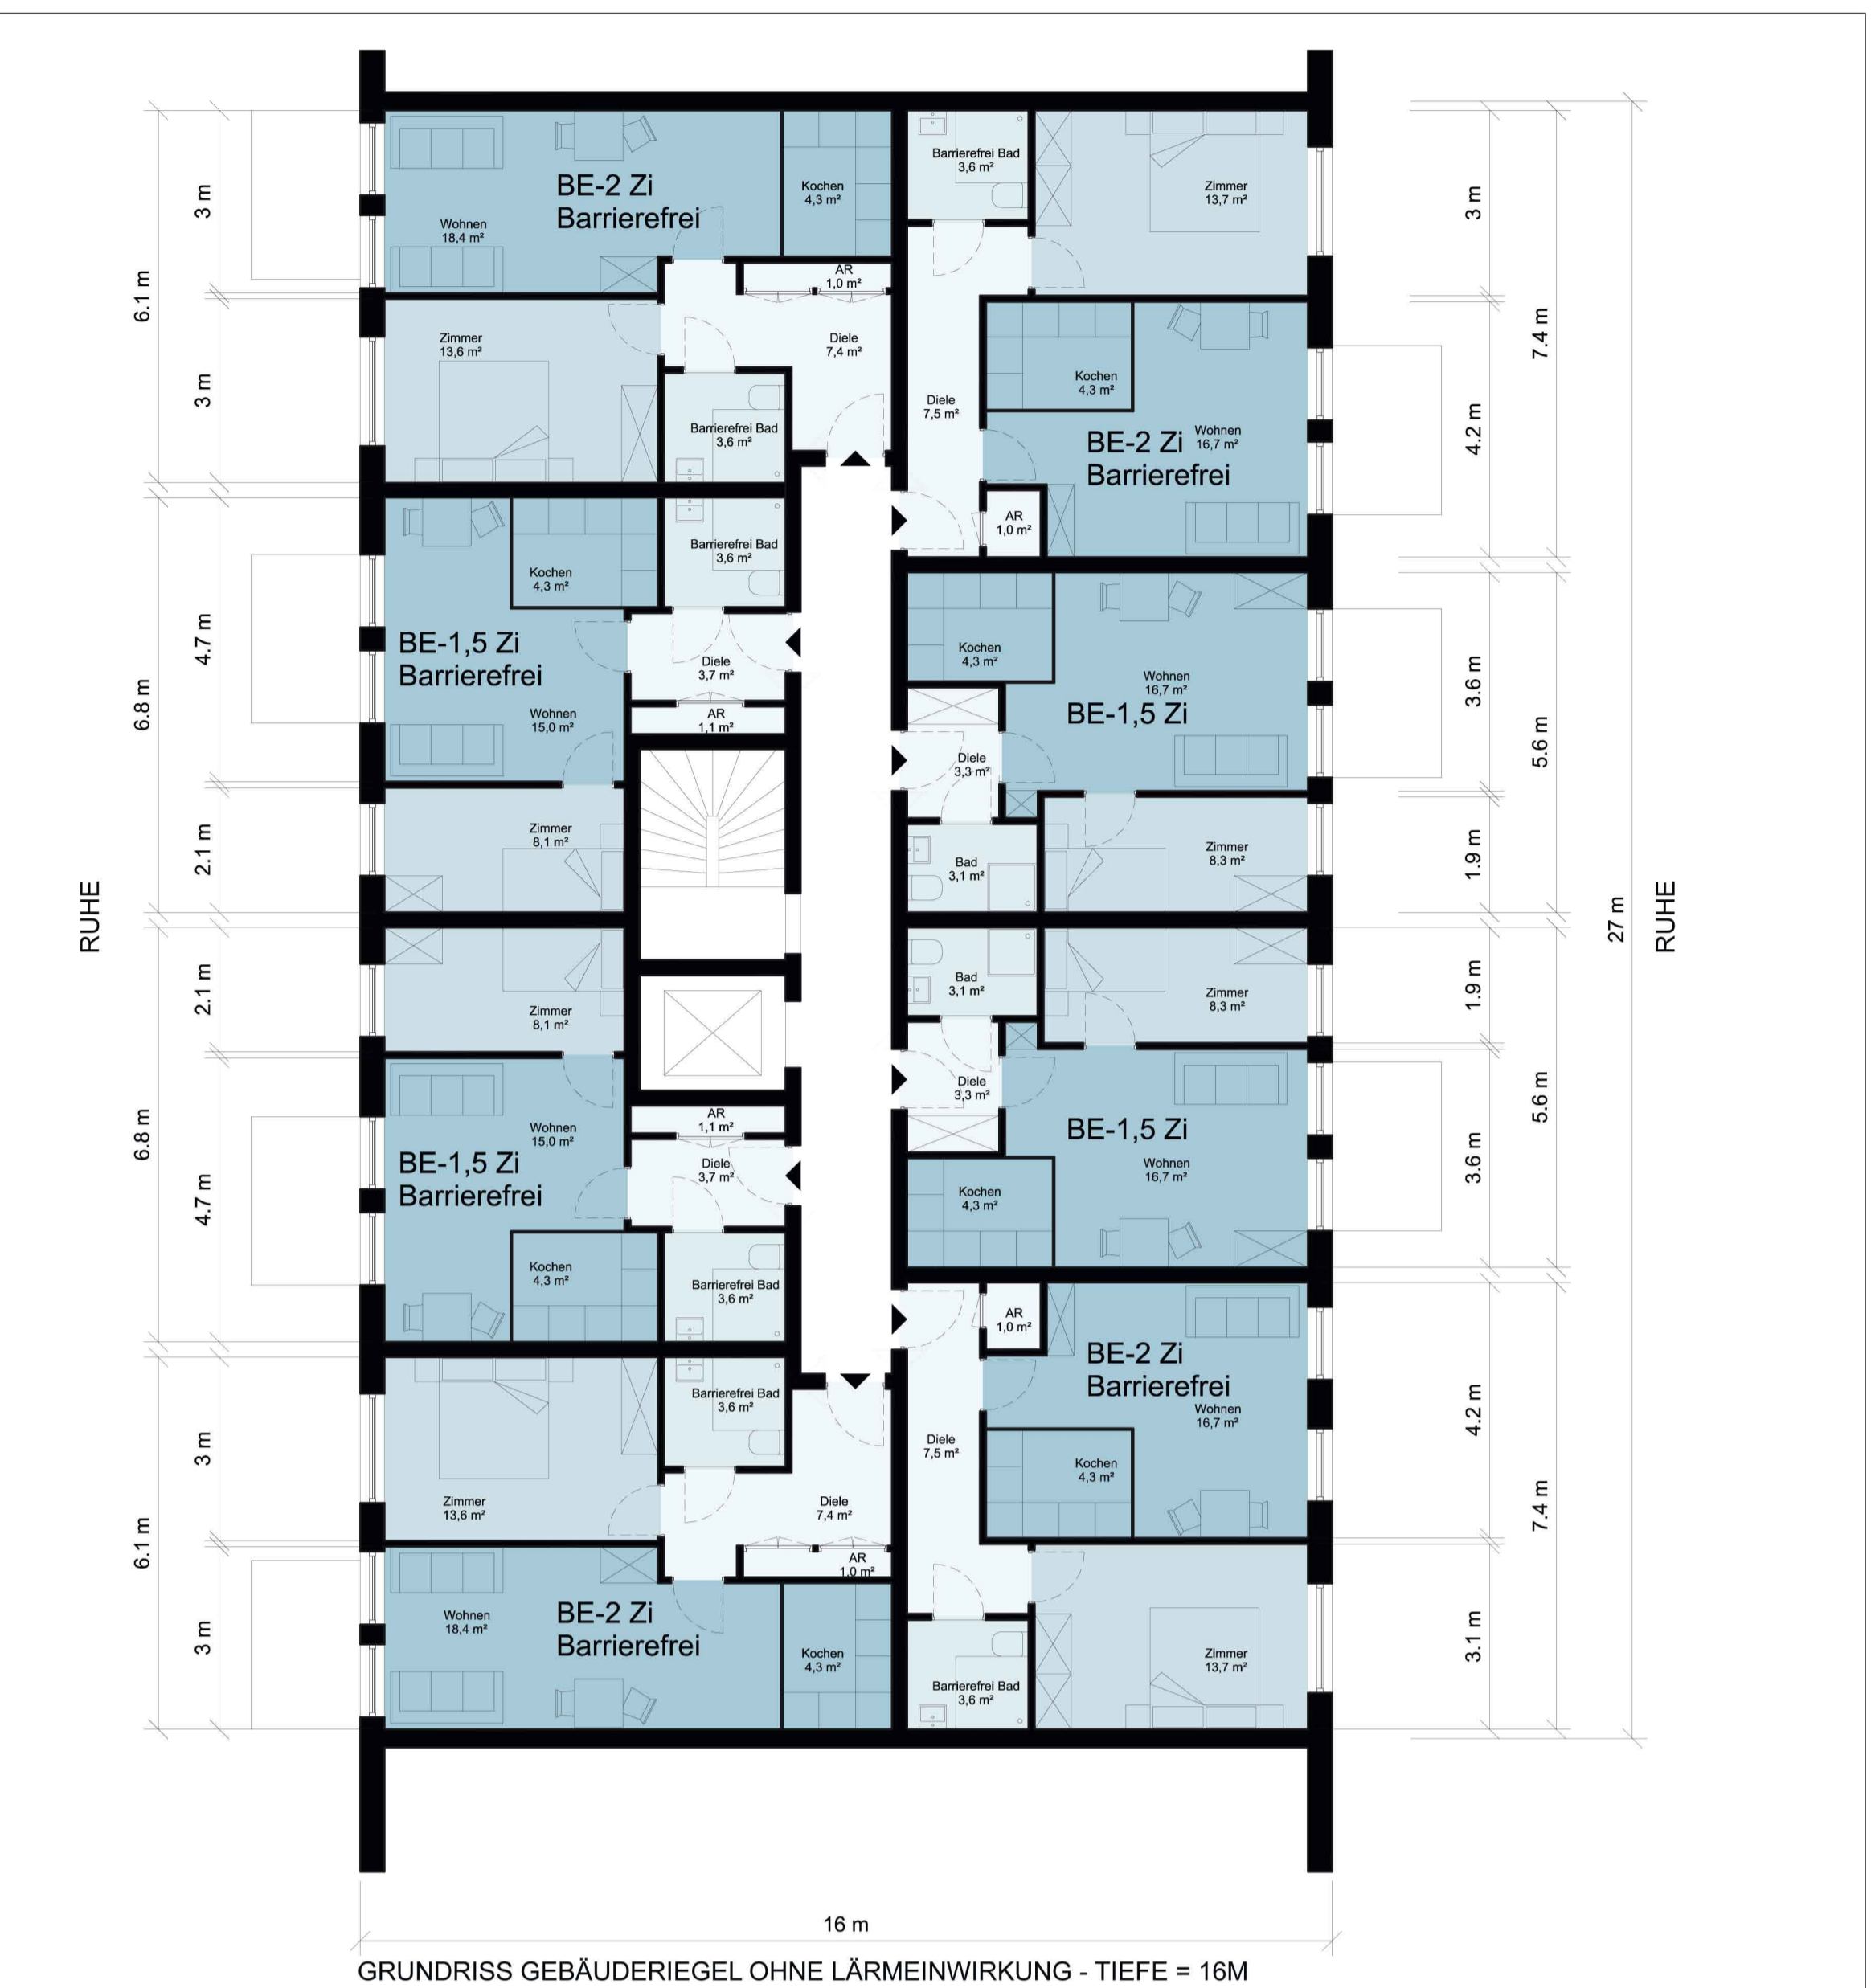 BE-2 Zi
Barrierefrei
Wohnen
18,4 m²
Kochen
4,3 m²
AR
1,0 m²
Zimmer
13,6 m²
Diele
7,4 m²
Barrierefrei Bad
3,6 m²
3 m
3 m
6.1 m
Barrierefrei Bad
3,6 m²
Zimmer
13,7 m²
Diele
7,5 m²
Kochen
4,3 m²
BE-2 Zi
Barrierefrei
Wohnen
16,7 m²
AR
1,0 m²
3 m
4.2 m
7.4 m
Barrierefrei Bad
3,6 m²
Kochen
4,3 m²
BE-1,5 Zi
Barrierefrei
Diele
3,7 m²
Wohnen
15,0 m²
AR
1,1 m²
Zimmer
8,1 m²
4.7 m
2.1 m
6.8 m
Kochen
4,3 m²
Wohnen
16,7 m²
BE-1,5 Zi
Diele
3,3 m²
Bad
3,1 m²
Zimmer
8,3 m²
3.6 m
1.9 m
5.6 m
RUHE
27 m
RUHE
Zimmer
8,1 m²
AR
1,1 m²
Wohnen
15,0 m²
BE-1,5 Zi
Barrierefrei
Diele
3,7 m²
Kochen
4,3 m²
Barrierefrei Bad
3,6 m²
2.1 m
4.7 m
6.8 m
Bad
3,1 m²
Zimmer
8,3 m²
Diele
3,3 m²
BE-1,5 Zi
Wohnen
16,7 m²
Kochen
4,3 m²
1.9 m
3.6 m
5.6 m
Barrierefrei Bad
3,6 m²
Zimmer
13,6 m²
Diele
7,4 m²
AR
1,0 m²
BE-2 Zi
Barrierefrei
Wohnen
18,4 m²
Kochen
4,3 m²
3 m
3 m
6.1 m
AR
1,0 m²
BE-2 Zi
Barrierefrei
Wohnen
16,7 m²
Diele
7,5 m²
Kochen
4,3 m²
Zimmer
13,7 m²
Barrierefrei Bad
3,6 m²
4.2 m
3.1 m
7.4 m
16 m
GRUNDRISS GEBÄUDERIEGEL OHNE LÄRMEINWIRKUNG - TIEFE = 16M